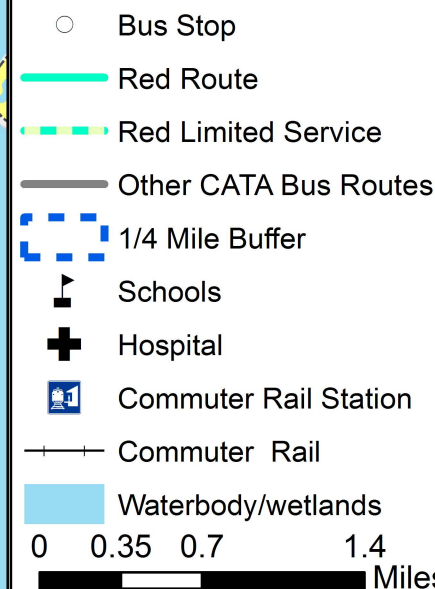 Bus Stop
Red Route
Red Limited Service
Other CATA Bus Routes
1/4 Mile Buffer
Schools
Hospital
Commuter Rail Station
Commuter Rail
Waterbody/wetlands
0 0.35 0.7 1.4
Miles